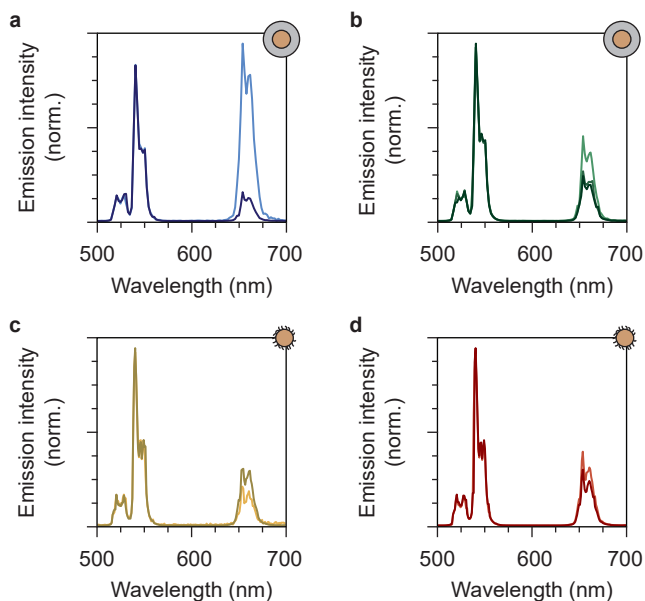 a
Emission intensity
(norm.)
500 600 700
Wavelength (nm)
b
Emission intensity
(norm.)
500 600 700
Wavelength (nm)
c
Emission intensity
(norm.)
500 600 700
Wavelength (nm)
d
Emission intensity
(norm.)
500 600 700
Wavelength (nm)